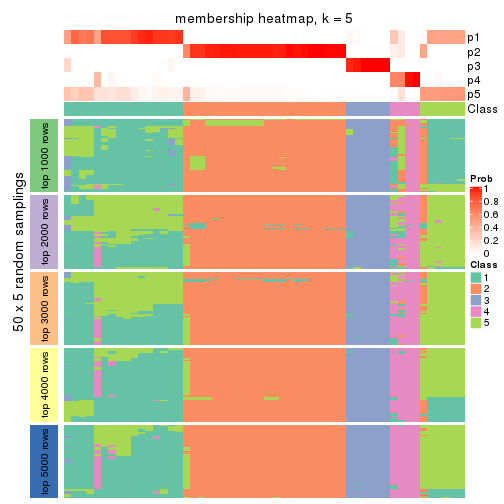 membership heatmap, k = 5
p1
p2
p3
p4
p5
Class
50 x 5 random samplings
top 1000 rows
top 2000 rows
top 3000 rows
top 4000 rows
top 5000 rows
Prob
1
0.8
0.6
0.4
0.2
0
Class
1
2
3
4
5